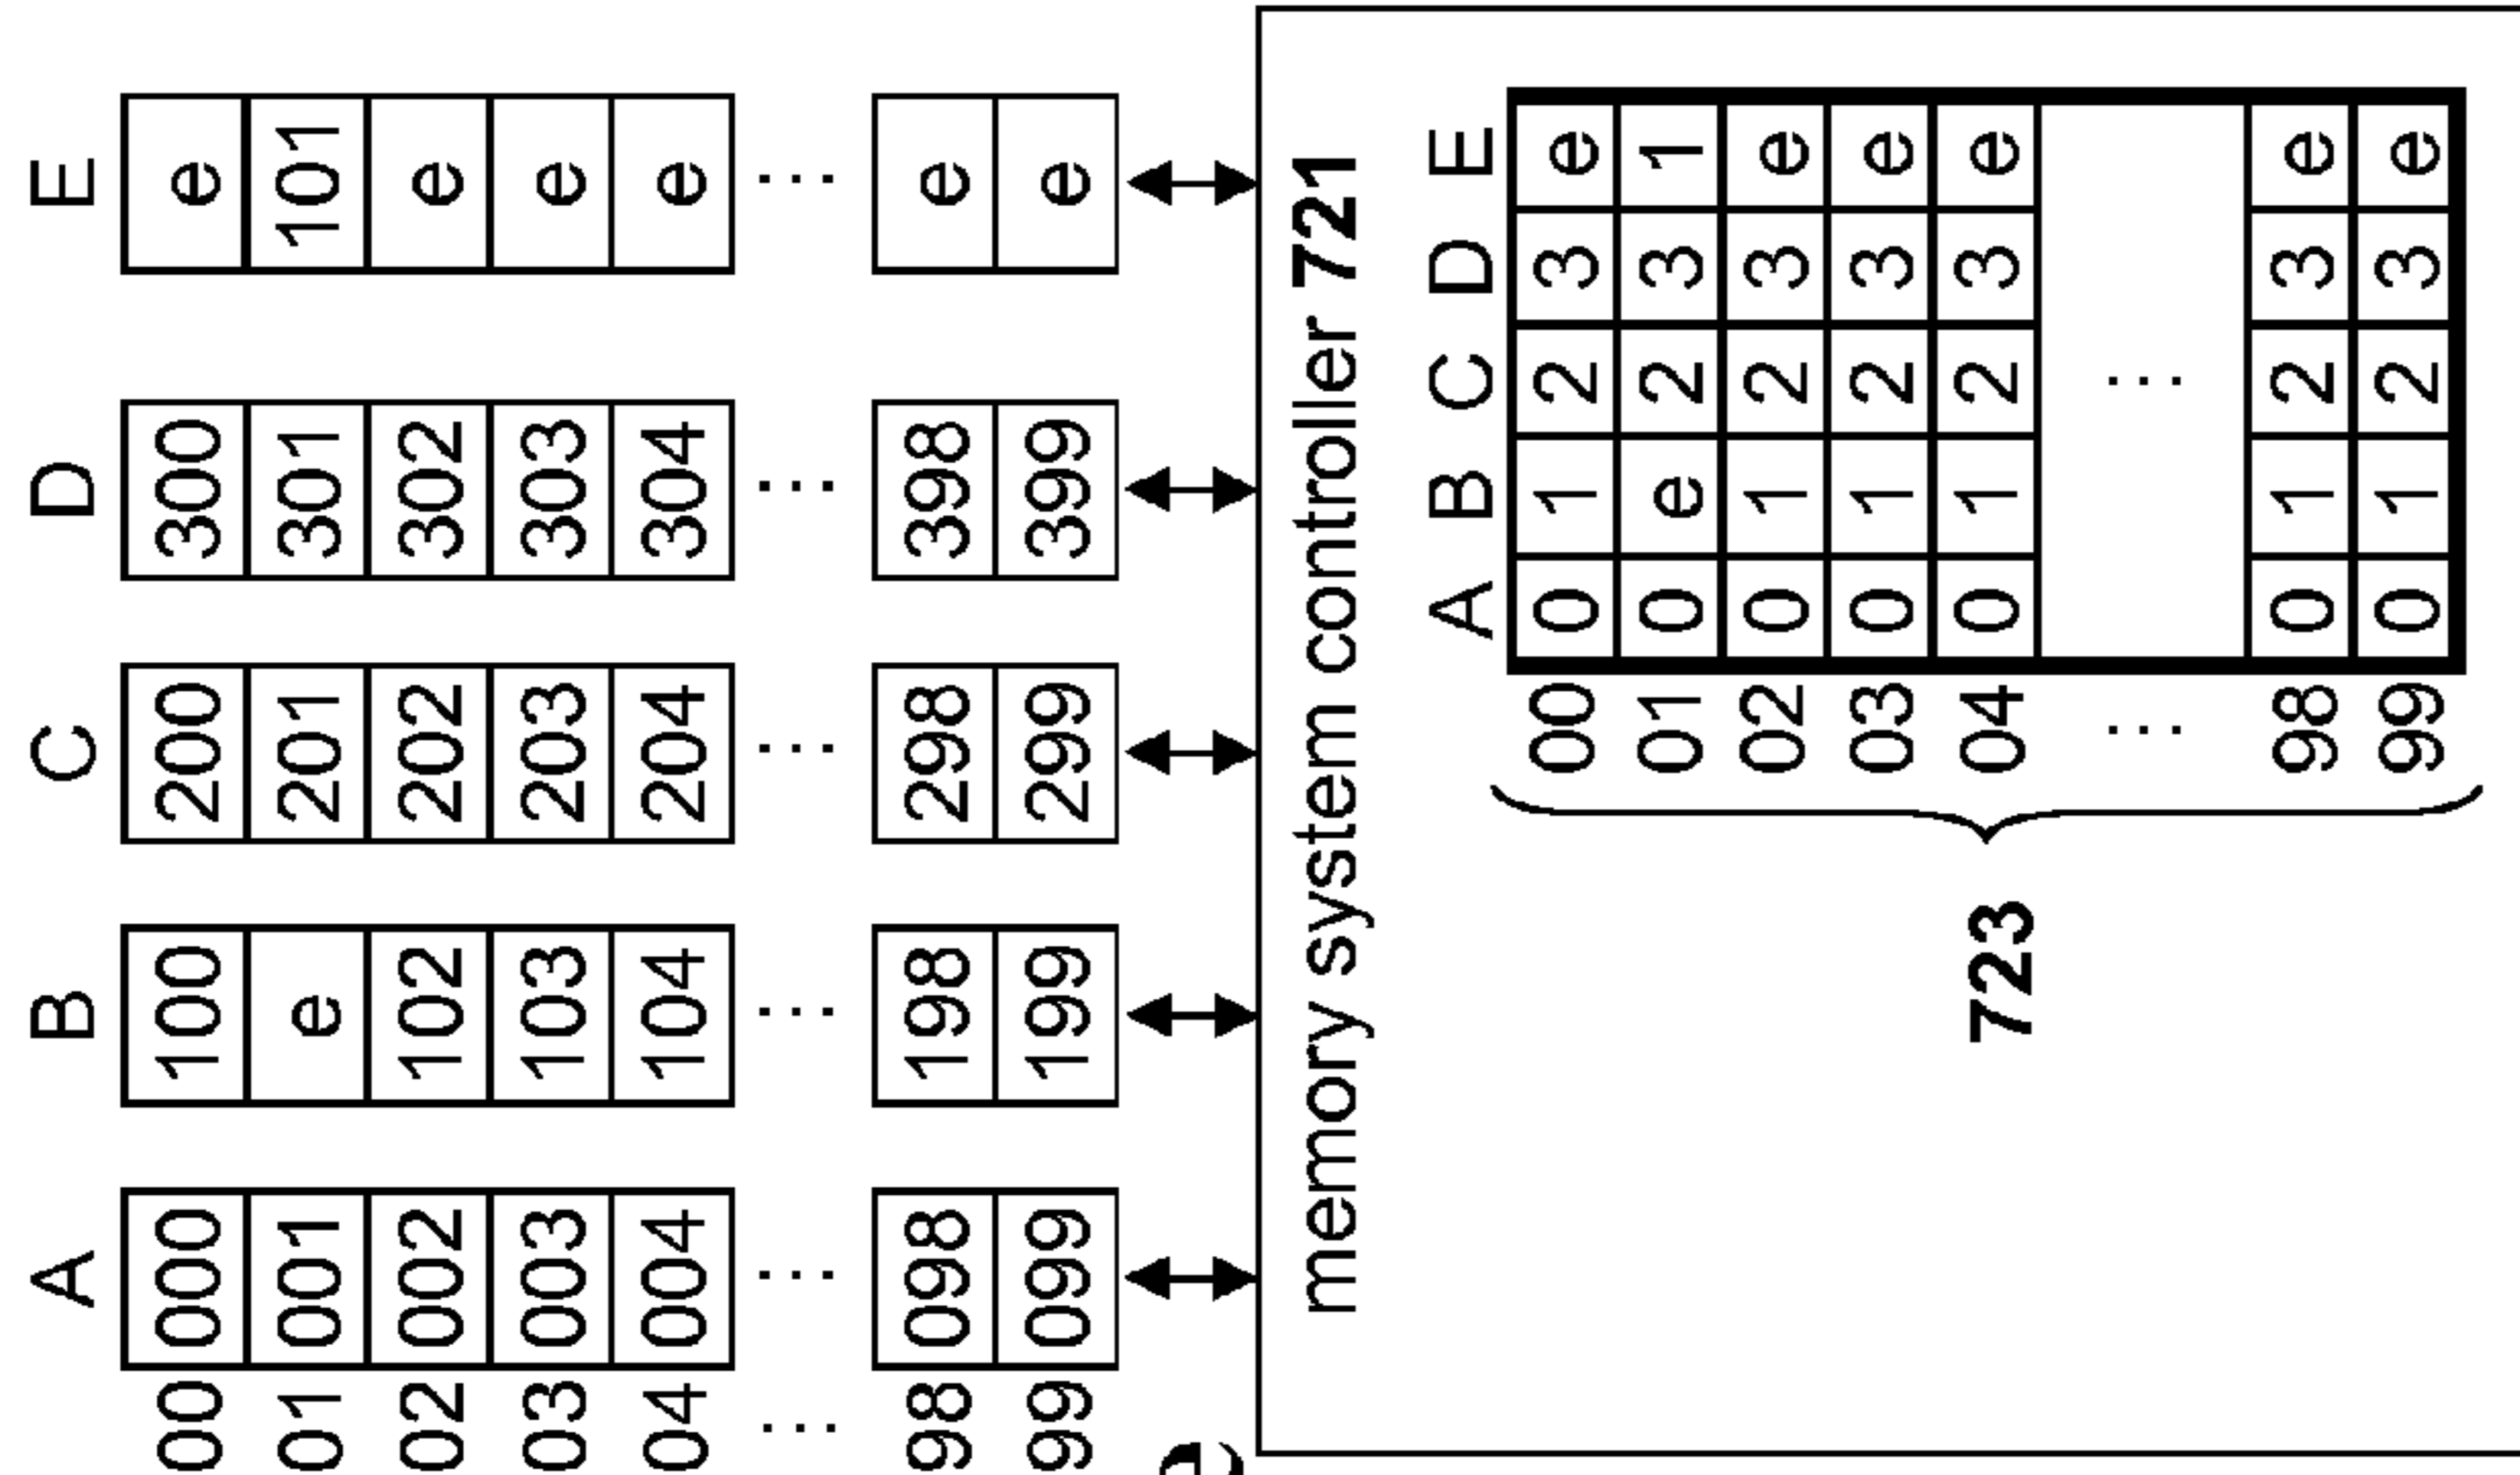 A B C D E
00 000 100 200 300 e
01 001 e 201 301 101
02 002 102 202 302 e
03 003 103 203 303 e
04 004 104 204 304 e
... ... ... ... ... ...
98 098 198 298 398 e
99 099 199 299 399 e
memory system controller 721
A B C D E
00 0 1 2 3 e
01 0 e 2 3 1
02 0 1 2 3 e
03 0 1 2 3 e
723 04 0 1 2 3 e
... ...
98 0 1 2 3 e
99 0 1 2 3 e